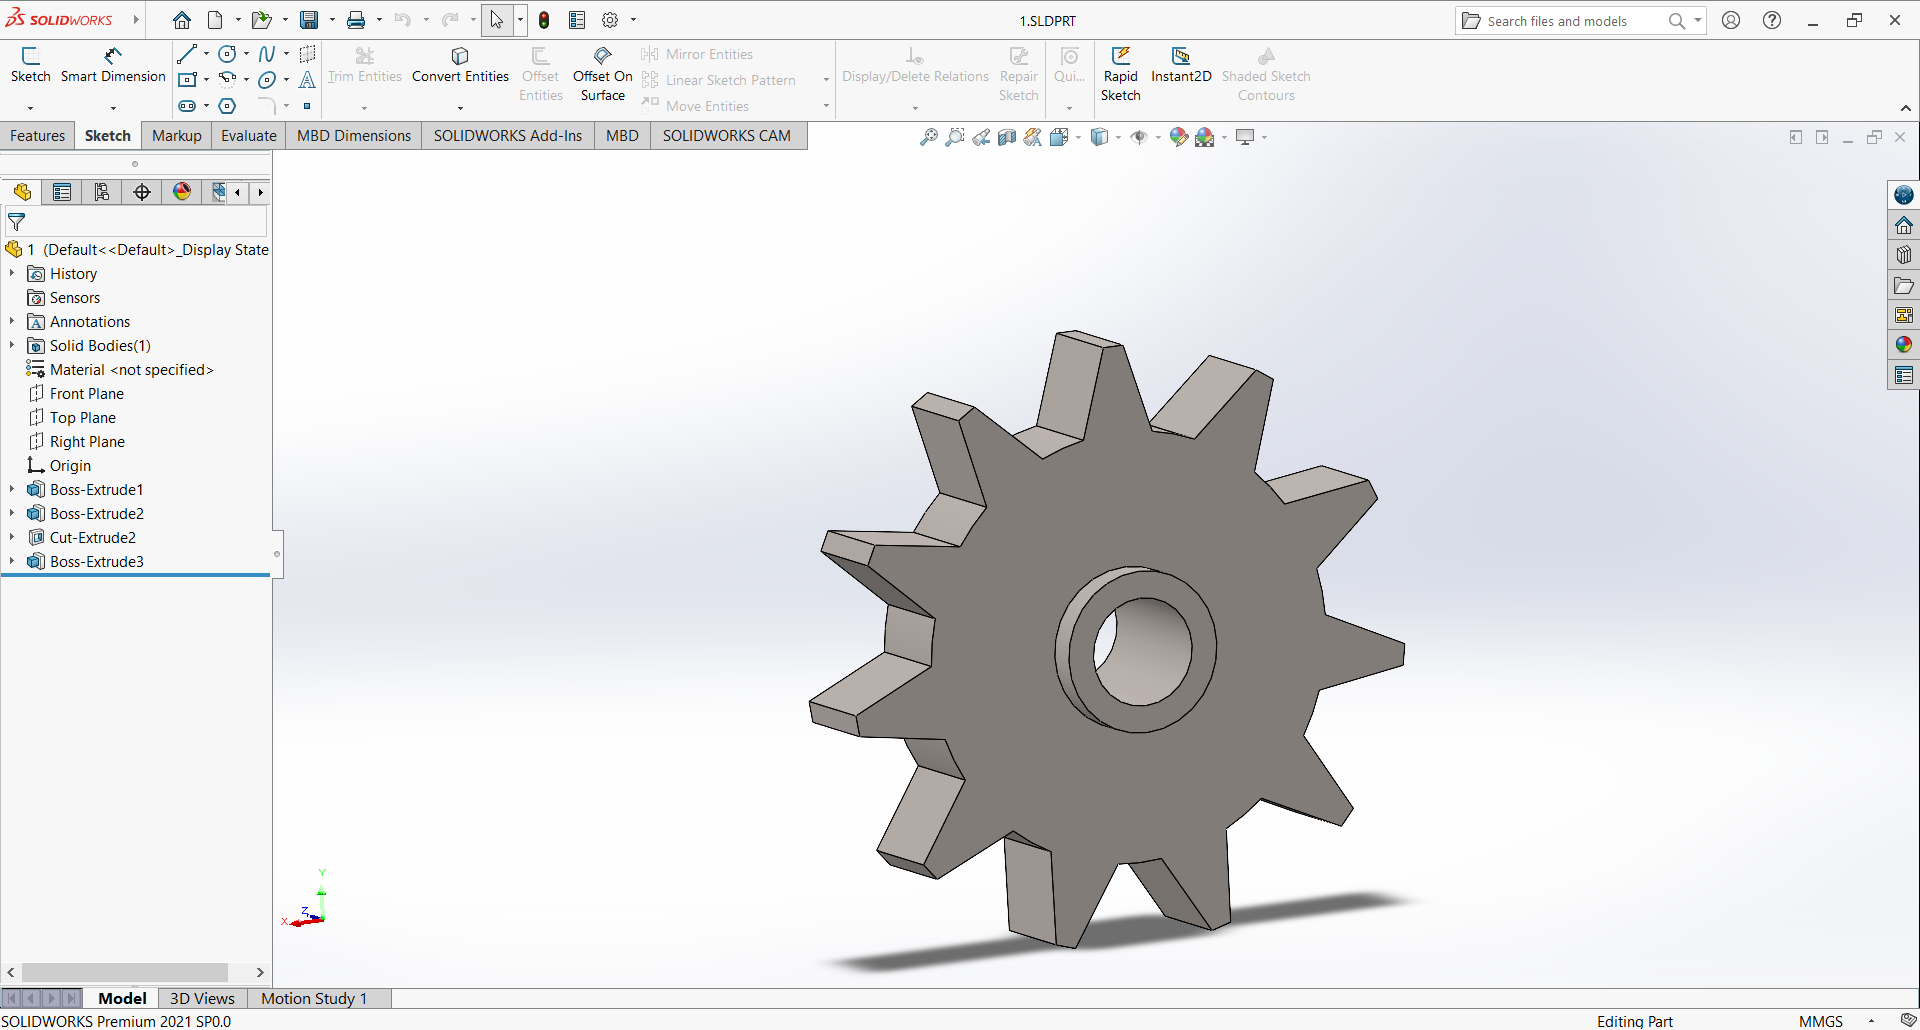 SOLIDWORKS
1.SLDPRT
Search files and models
Sketch
Smart Dimension
Trim Entities
Convert Entities
Offset Entities
Offset On Surface
Mirror Entities
Linear Sketch Pattern
Move Entities
Display/Delete Relations
Repair Sketch
Qui...
Rapid Sketch
Instant2D
Shaded Sketch Contours
Features
Sketch
Markup
Evaluate
MBD Dimensions
SOLIDWORKS Add-Ins
MBD
SOLIDWORKS CAM
1 (Default<<Default>_Display State
History
Sensors
Annotations
Solid Bodies(1)
Material <not specified>
Front Plane
Top Plane
Right Plane
Origin
Boss-Extrude1
Boss-Extrude2
Cut-Extrude2
Boss-Extrude3
Y
Z
X
Model
3D Views
Motion Study 1
SOLIDWORKS Premium 2021 SP0.0
Editing Part
MMGS